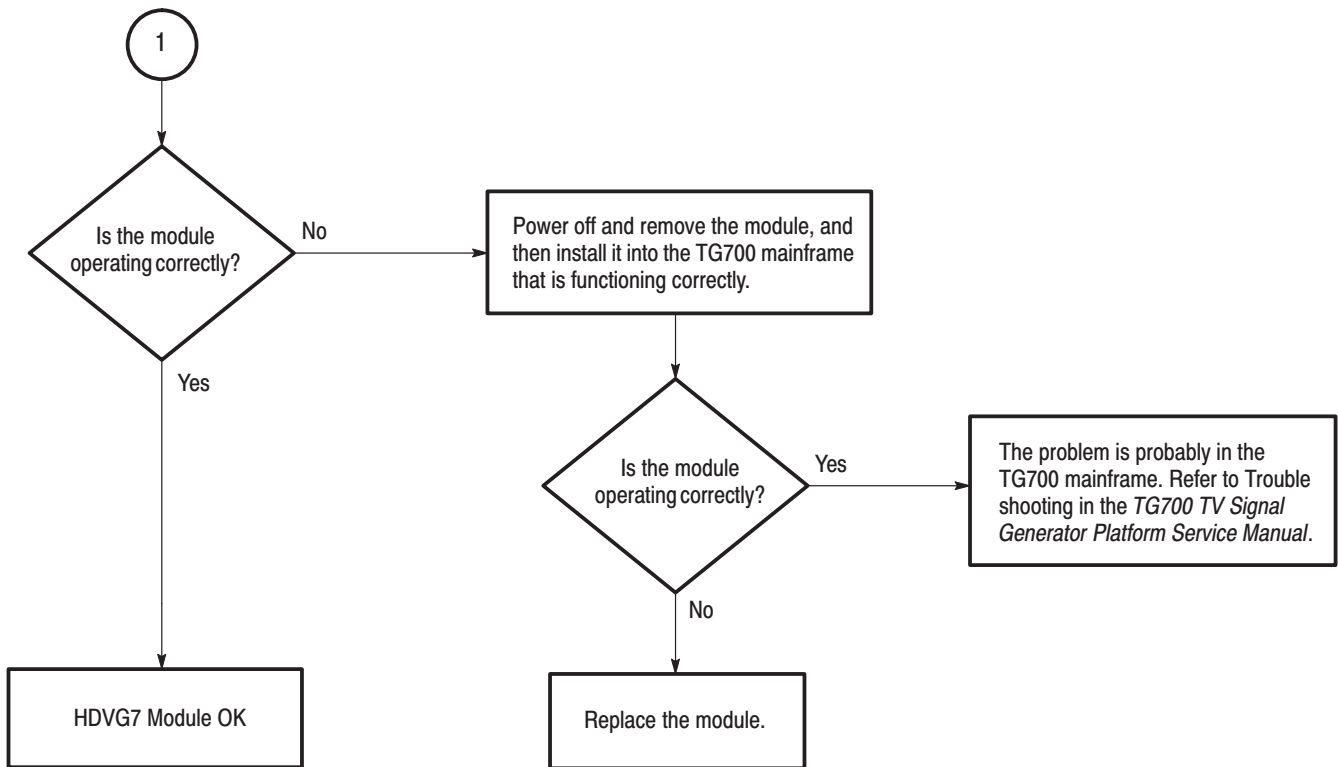 1
Is the module
operating correctly?
No
Power off and remove the module, and
then install it into the TG700 mainframe
that is functioning correctly.
Yes
Is the module
operating correctly?
Yes
The problem is probably in the
TG700 mainframe. Refer to Trouble
shooting in the TG700 TV Signal
Generator Platform Service Manual.
No
HDVG7 Module OK
Replace the module.